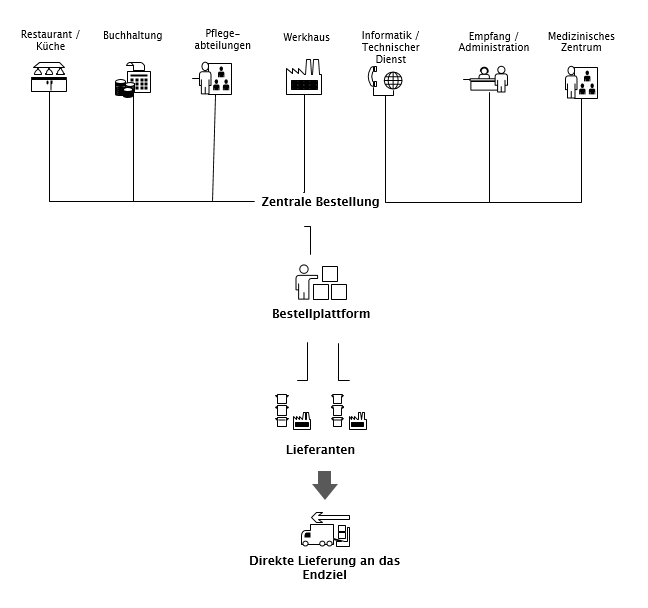 Restaurant /
Küche
Buchhaltung
Pflege-
abteilungen
Werkhaus
Informatik /
Technischer
Dienst
Empfang /
Administration
Medizinisches
Zentrum
Zentrale Bestellung
Bestellplattform
Lieferanten
Direkte Lieferung an das
Endziel